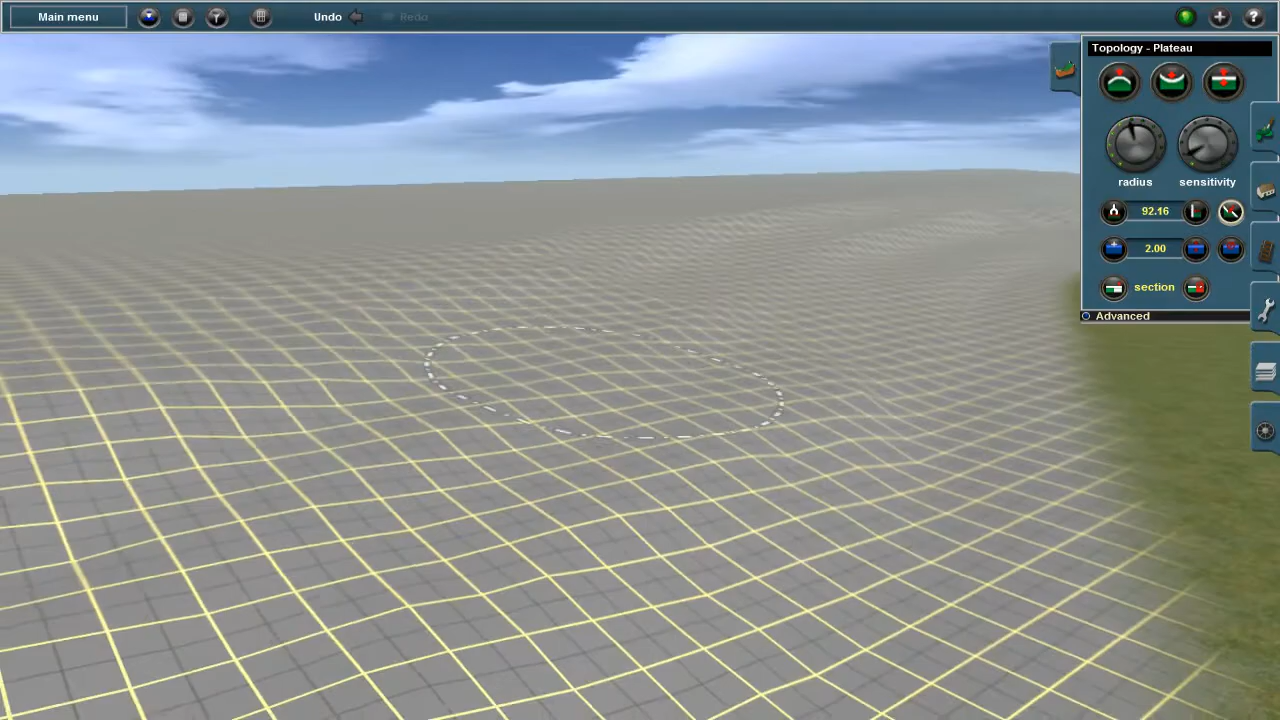 Main menu
Undo
Redo
?
Topology - Plateau
radius
sensitivity
92.16
2.00
section
Advanced